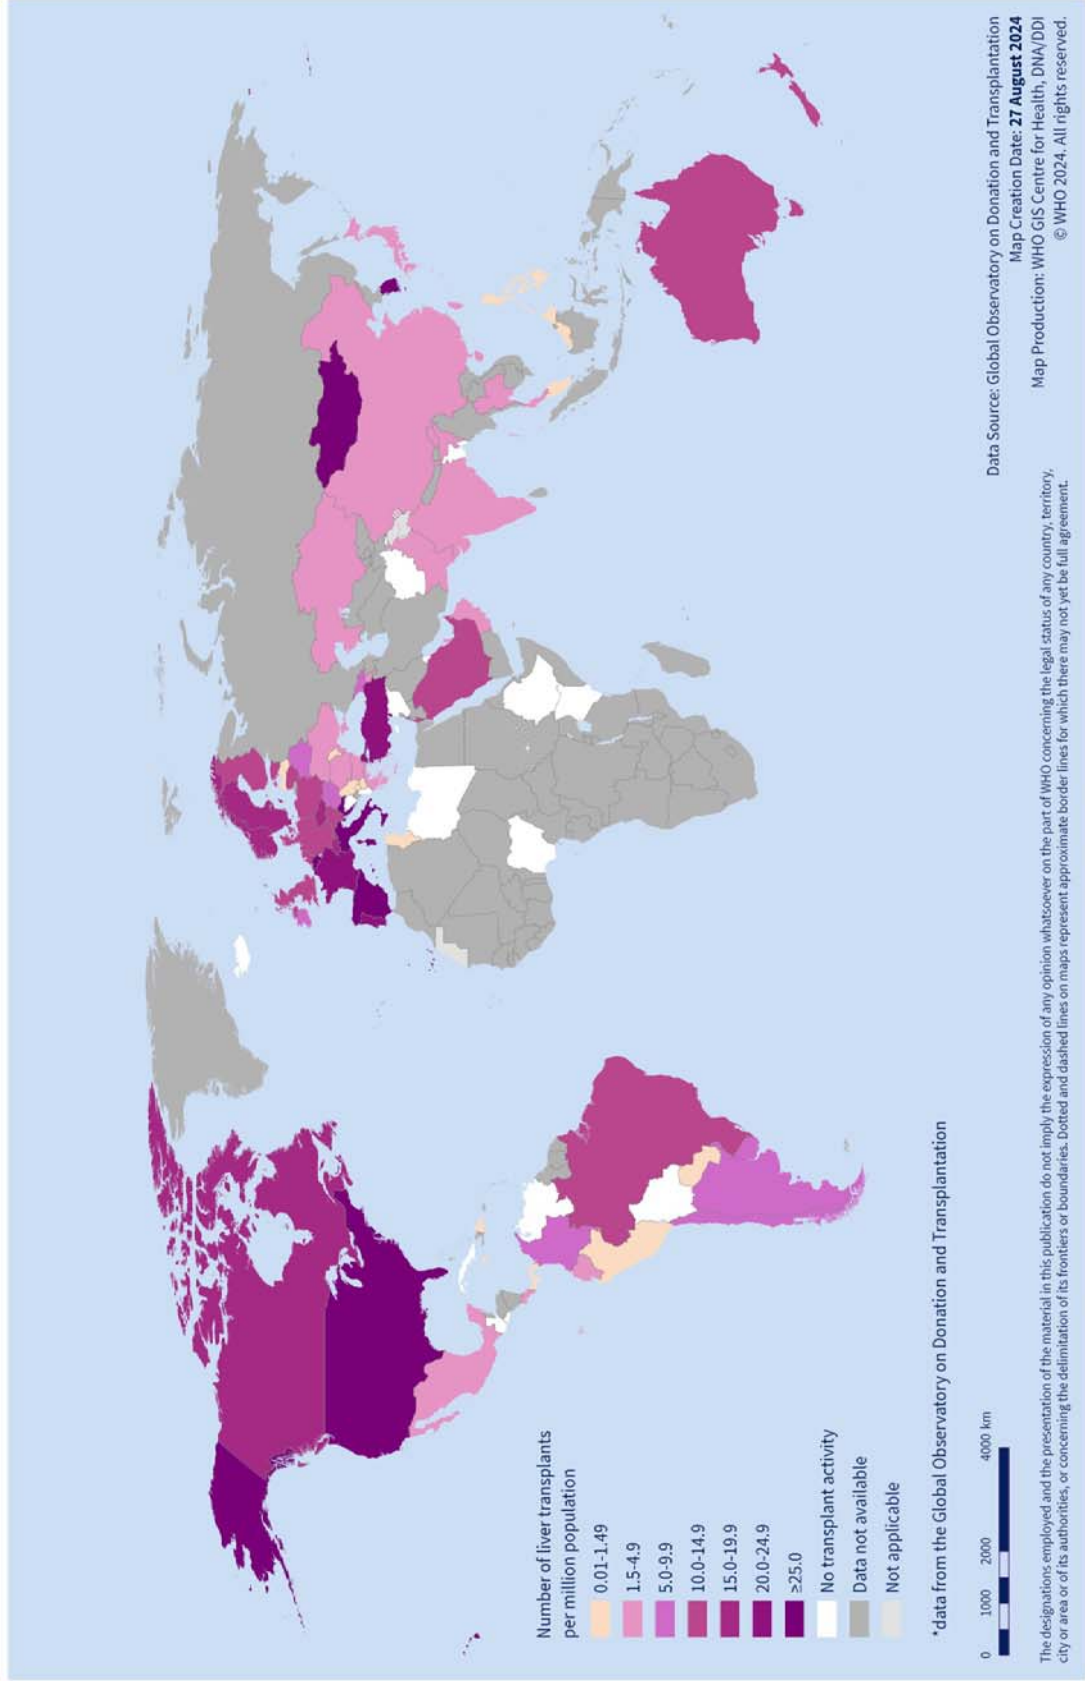 Number of liver transplants
per million population
0.01-1.49
1.5-4.9
5.0-9.9
10.0-14.9
15.0-19.9
20.0-24.9
≥25.0
No transplant activity
Data not available
Not applicable
*data from the Global Observatory on Donation and Transplantation
0 1000 2000 4000 km
Data Source: Global Observatory on Donation and Transplantation
Map Creation Date: 27 August 2024
Map Production: WHO GIS Centre for Health, DNA/DDI
© WHO 2024. All rights reserved.
The designations employed and the presentation of the material in this publication do not imply the expression of any opinion whatsoever on the part of WHO concerning the legal status of any country, territory,
city or area or of its authorities, or concerning the delimitation of its frontiers or boundaries. Dotted and dashed lines on maps represent approximate border lines for which there may not yet be full agreement.